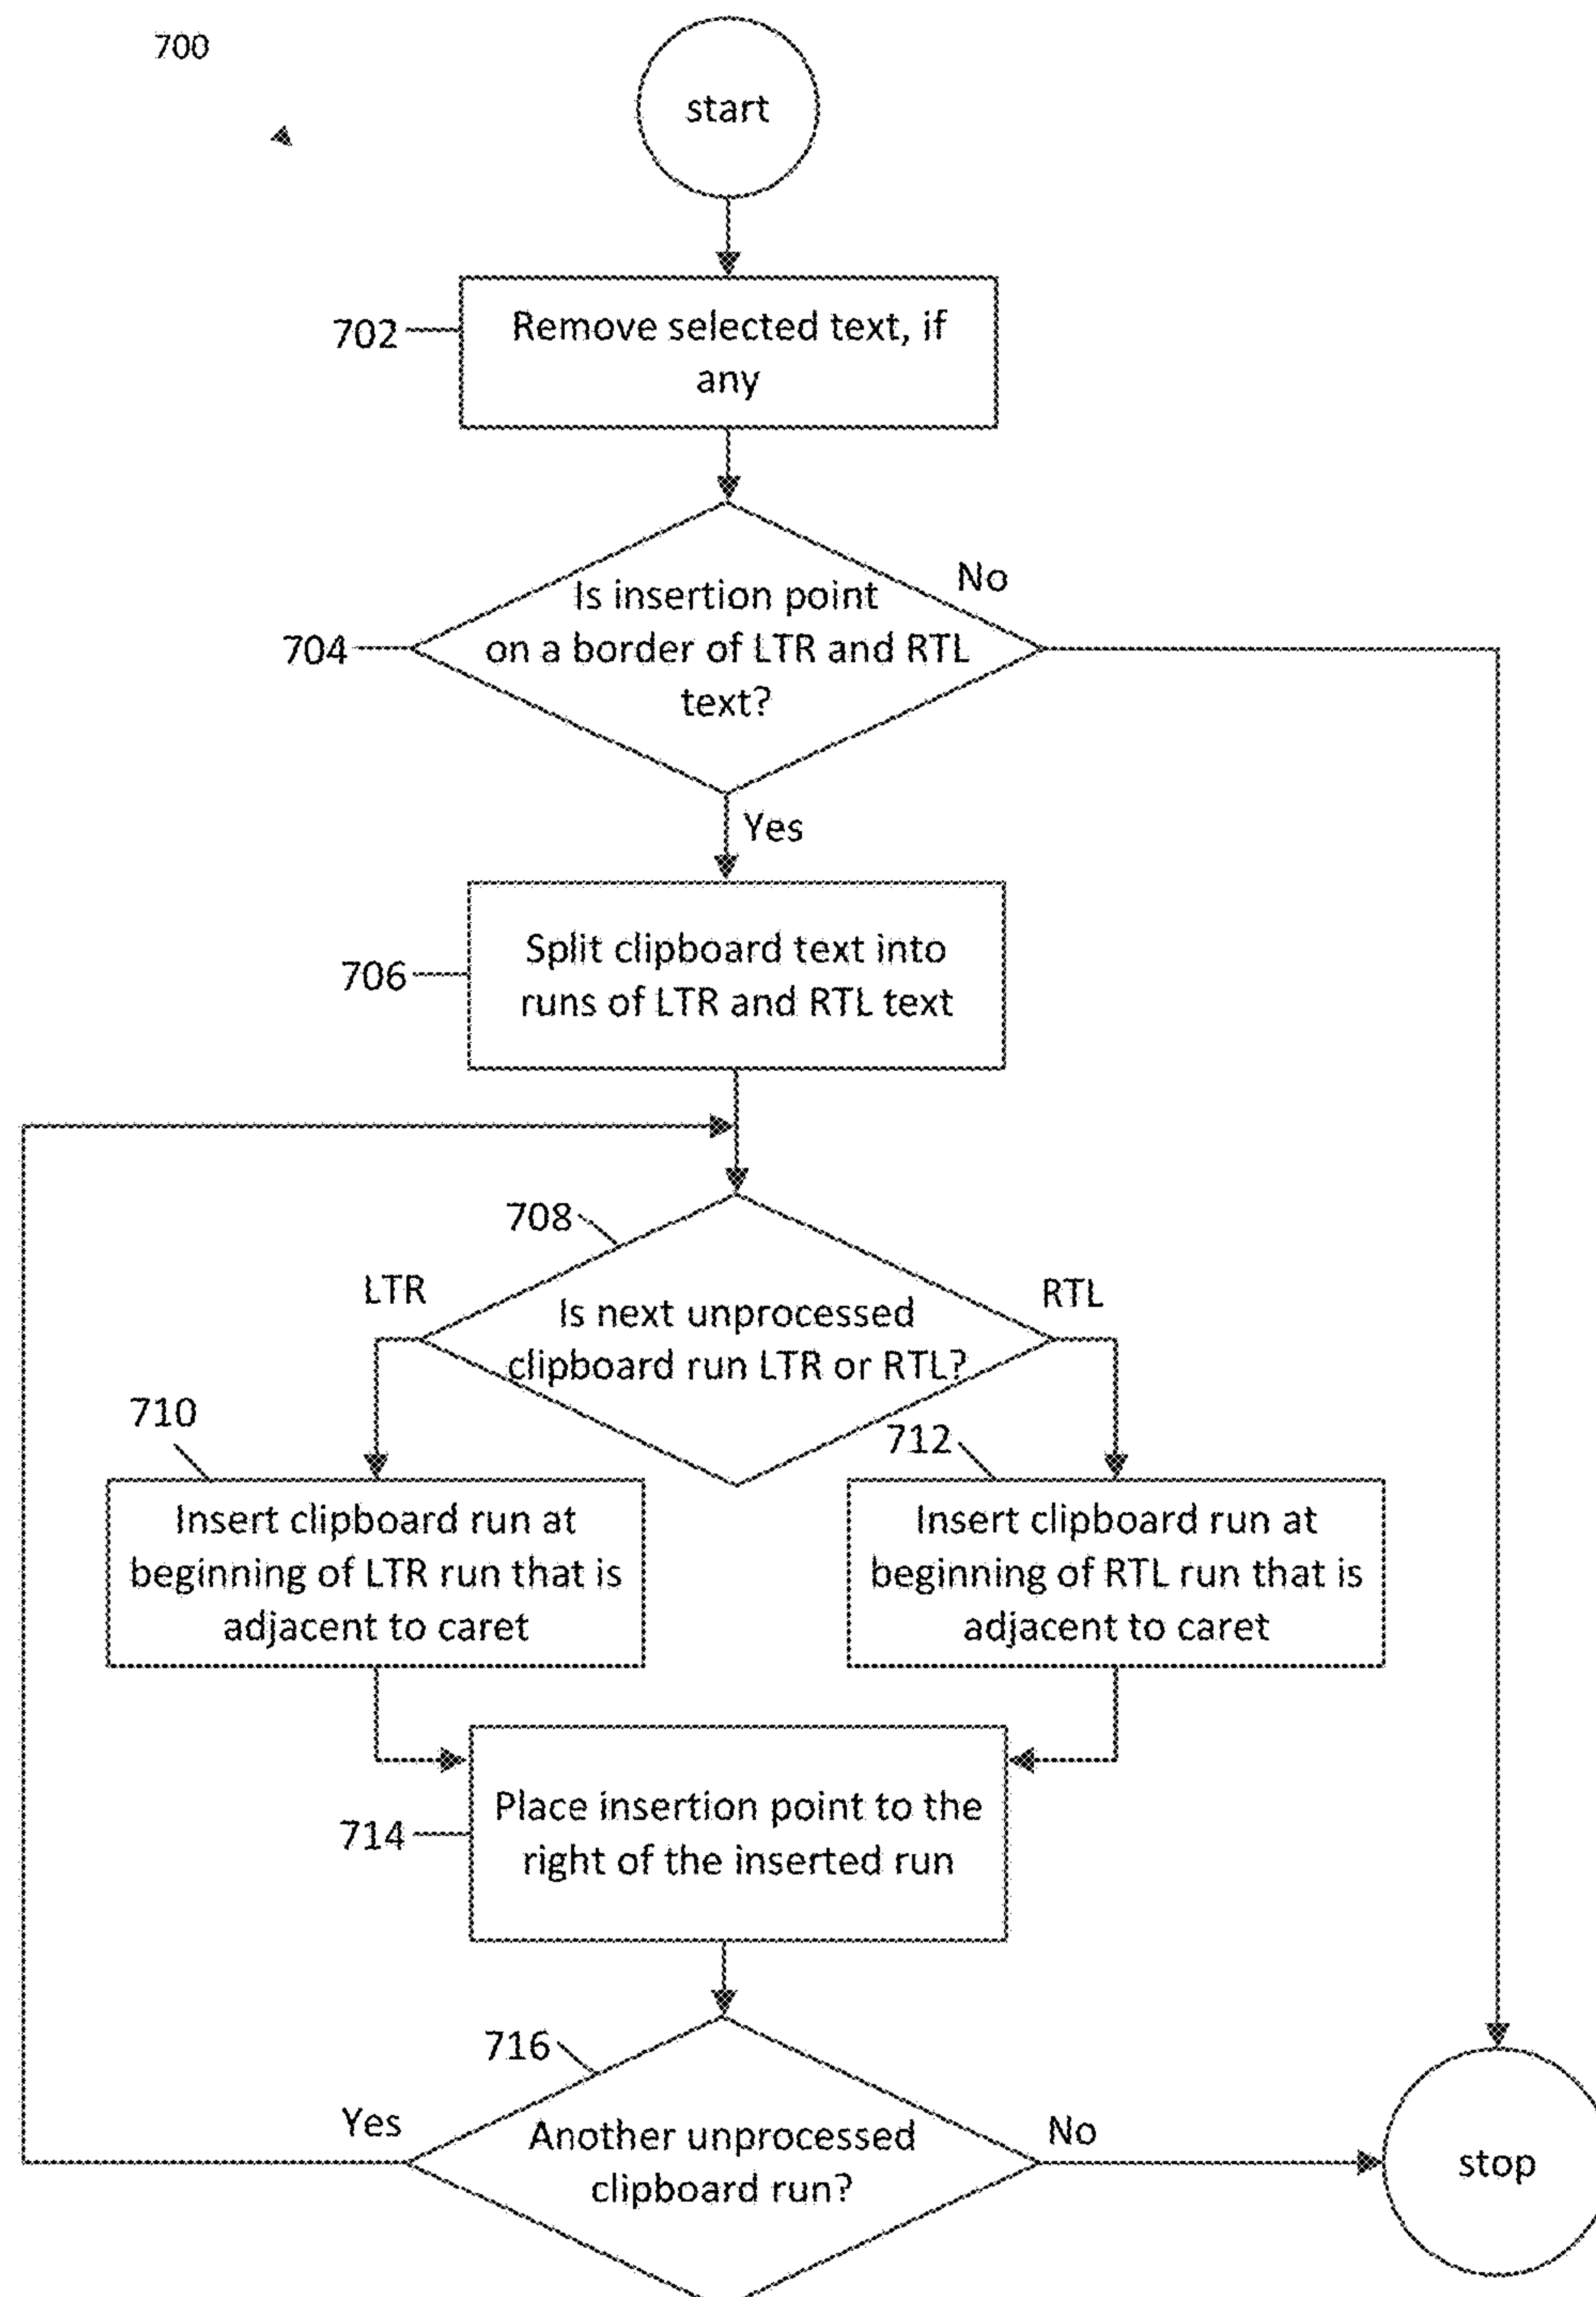 700
start
702
Remove selected text, if
any
No
704
Is insertion point
on a border of LTR and RTL
text?
Yes
706
Split clipboard text into
runs of LTR and RTL text
708
LTR
RTL
Is next unprocessed
clipboard run LTR or RTL?
710
712
Insert clipboard run at
beginning of LTR run that is
adjacent to caret
Insert clipboard run at
beginning of RTL run that is
adjacent to caret
714
Place insertion point to the
right of the inserted run
716
Yes
No
Another unprocessed
clipboard run?
stop